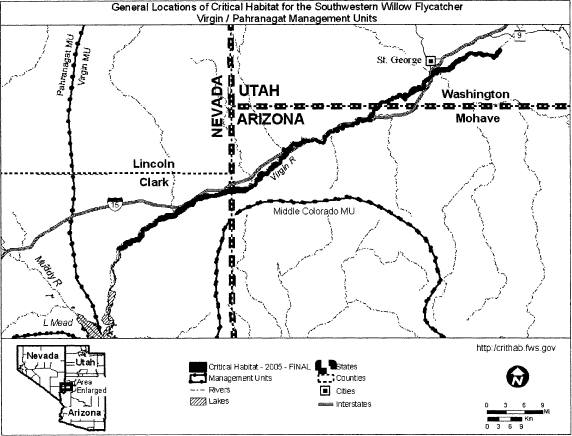 General Locations of Critical Habitat for the Southwestern Willow Flycatcher
Virgin / Pahranagat Management Units
Pahranagat MU
Virgin MU
NEVADA
UTAH
ARIZONA
St. George
9
Washington
Mohave
Lincoln
Clark
Virgin R
15
Middle Colorado MU
Muddy R
L Mead
http://crithab.fws.gov
Nevada
Utah
Area
Enlarged
Arizona
Critical Habitat - 2005 - FINAL
Management Units
Rivers
Lakes
States
Counties
Cities
Interstates
N
0 3 6 9
Mi
Km
0 3 6 9